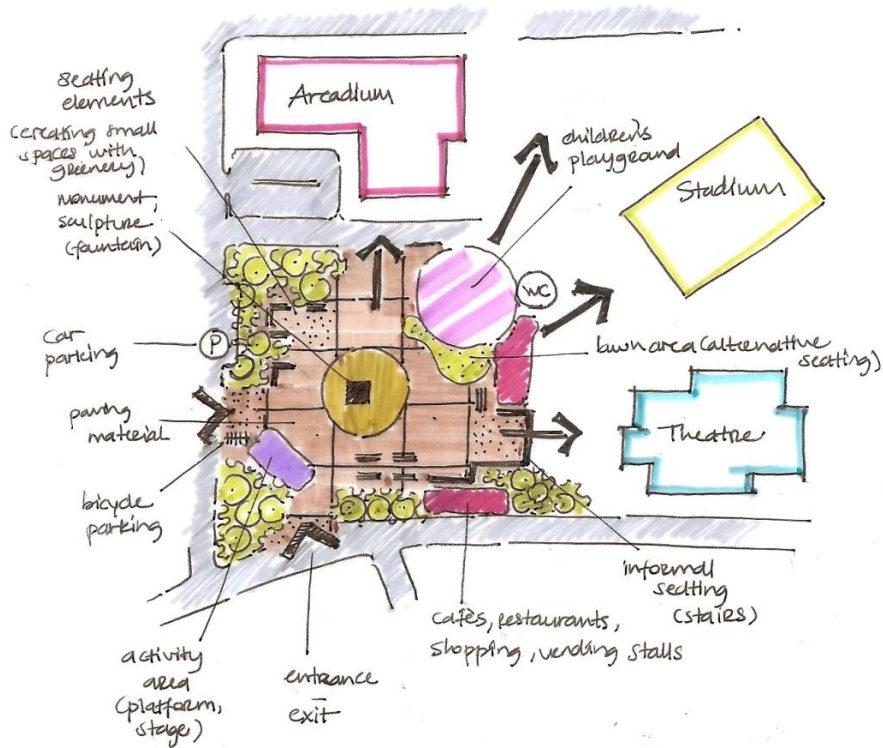 seating
elements
(creating small
spaces with
greenery)
monument,
sculpture
(fountain)
car
parking
paving
material
bicycle
parking
activity
area
(platform,
stage)
entrance
exit
Arcadium
children's
playground
Stadium
WC
P
lawn area (alternative
seating)
Theatre
informal
seating
(stairs)
cafès, restaurants,
shopping, vending stalls